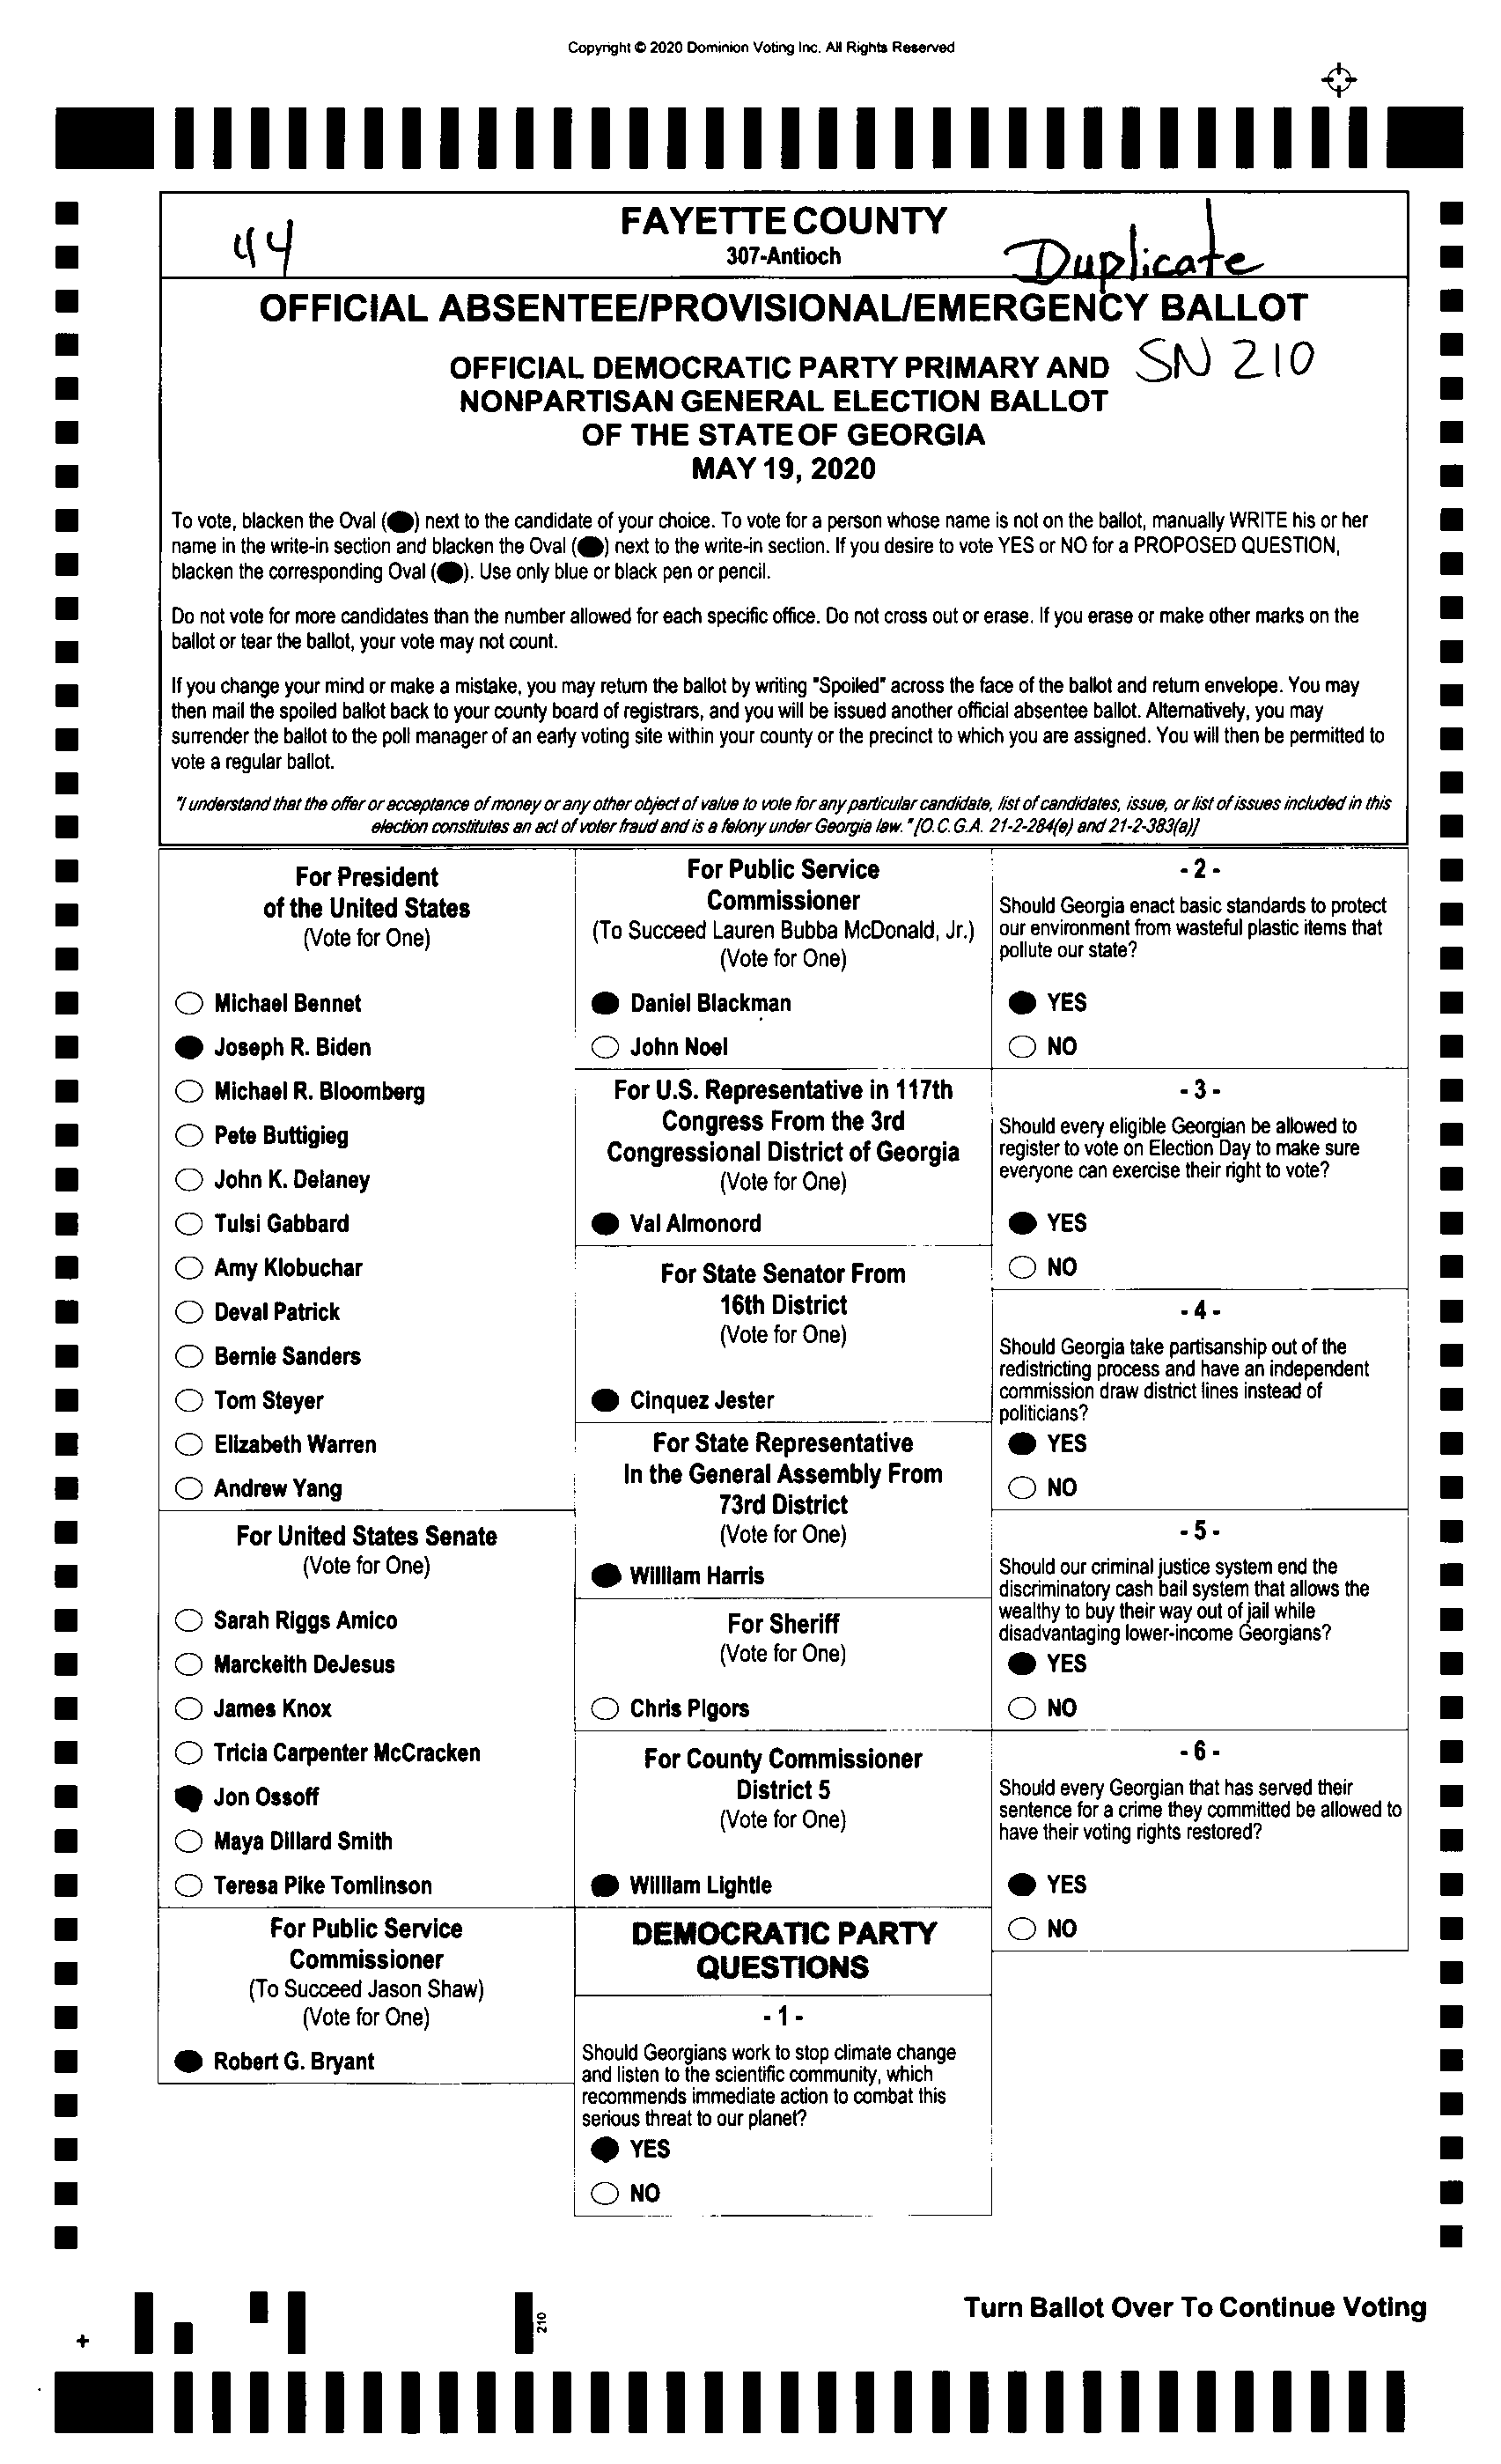 Copyright © 2020 Dominion Voting Inc. All Rights Reserved
44
FAYETTE COUNTY
307-Antioch
Duplicate
OFFICIAL ABSENTEE/PROVISIONAL/EMERGENCY BALLOT
OFFICIAL DEMOCRATIC PARTY PRIMARY AND
SN 210
NONPARTISAN GENERAL ELECTION BALLOT
OF THE STATE OF GEORGIA
MAY 19, 2020
To vote, blacken the Oval () next to the candidate of your choice. To vote for a person whose name is not on the ballot, manually WRITE his or her
name in the write-in section and blacken the Oval () next to the write-in section. If you desire to vote YES or NO for a PROPOSED QUESTION,
blacken the corresponding Oval (). Use only blue or black pen or pencil.
Do not vote for more candidates than the number allowed for each specific office. Do not cross out or erase. If you erase or make other marks on the
ballot or tear the ballot, your vote may not count.
If you change your mind or make a mistake, you may return the ballot by writing "Spoiled" across the face of the ballot and return envelope. You may
then mail the spoiled ballot back to your county board of registrars, and you will be issued another official absentee ballot. Alternatively, you may
surrender the ballot to the poll manager of an early voting site within your county or the precinct to which you are assigned. You will then be permitted to
vote a regular ballot.
"I understand that the offer or acceptance of money or any other object of value to vote for any particular candidate, list of candidates, issue, or list of issues included in this
election constitutes an act of voter fraud and is a felony under Georgia law." [O.C.G.A. 21-2-284(e) and 21-2-383(a)]
For President
of the United States
(Vote for One)
Michael Bennet
Joseph R. Biden
Michael R. Bloomberg
Pete Buttigieg
John K. Delaney
Tulsi Gabbard
Amy Klobuchar
Deval Patrick
Bernie Sanders
Tom Steyer
Elizabeth Warren
Andrew Yang
For United States Senate
(Vote for One)
Sarah Riggs Amico
Marckeith DeJesus
James Knox
Tricia Carpenter McCracken
Jon Ossoff
Maya Dillard Smith
Teresa Pike Tomlinson
For Public Service
Commissioner
(To Succeed Jason Shaw)
(Vote for One)
Robert G. Bryant
For Public Service
Commissioner
(To Succeed Lauren Bubba McDonald, Jr.)
(Vote for One)
Daniel Blackman
John Noel
For U.S. Representative in 117th
Congress From the 3rd
Congressional District of Georgia
(Vote for One)
Val Almonord
For State Senator From
16th District
(Vote for One)
Cinquez Jester
For State Representative
In the General Assembly From
73rd District
(Vote for One)
William Harris
For Sheriff
(Vote for One)
Chris Pigors
For County Commissioner
District 5
(Vote for One)
William Lightle
DEMOCRATIC PARTY
QUESTIONS
- 1 -
Should Georgians work to stop climate change
and listen to the scientific community, which
recommends immediate action to combat this
serious threat to our planet?
YES
NO
- 2 -
Should Georgia enact basic standards to protect
our environment from wasteful plastic items that
pollute our state?
YES
NO
- 3 -
Should every eligible Georgian be allowed to
register to vote on Election Day to make sure
everyone can exercise their right to vote?
YES
NO
- 4 -
Should Georgia take partisanship out of the
redistricting process and have an independent
commission draw district lines instead of
politicians?
YES
NO
- 5 -
Should our criminal justice system end the
discriminatory cash bail system that allows the
wealthy to buy their way out of jail while
disadvantaging lower-income Georgians?
YES
NO
- 6 -
Should every Georgian that has served their
sentence for a crime they committed be allowed to
have their voting rights restored?
YES
NO
Turn Ballot Over To Continue Voting
210